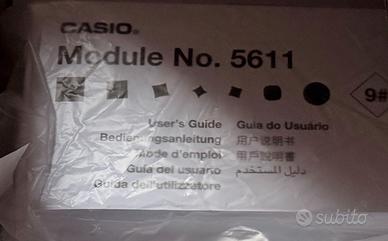 CASIO
Module No. 5611
9#
User's Guide Guia do Usuário
Bedienungsanleitung 用户说明书
Mode d'emploi 用戶說明書
Guía del usuario دليل المستخدم
Guida dell'utilizzatore
subito